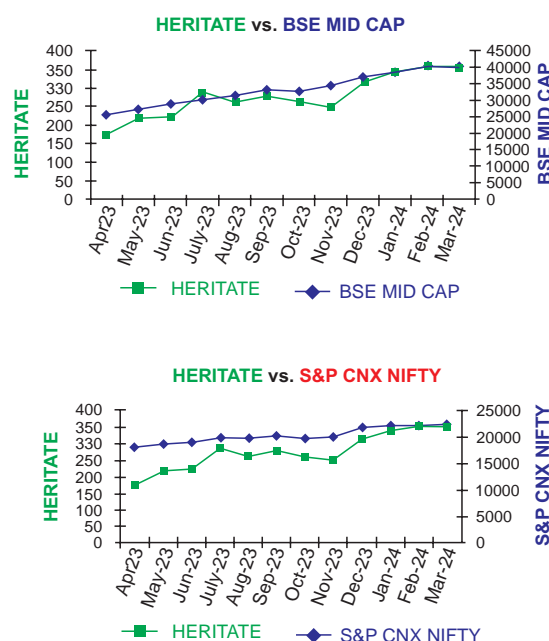 HERITATE vs. BSE MID CAP
HERITATE
400
350
330
250
200
150
100
50
0
45000
40000
35000
30000
25000
20000
15000
10000
5000
0
BSE MID CAP
Apr23
May-23
Jun-23
July-23
Aug-23
Sep-23
Oct-23
Nov-23
Dec-23
Jan-24
Feb-24
Mar-24
HERITATE BSE MID CAP
HERITATE vs. S&P CNX NIFTY
HERITATE
400
350
330
250
200
150
100
50
0
25000
20000
15000
10000
5000
0
S&P CNX NIFTY
Apr23
May-23
Jun-23
July-23
Aug-23
Sep-23
Oct-23
Nov-23
Dec-23
Jan-24
Feb-24
Mar-24
HERITATE S&P CNX NIFTY